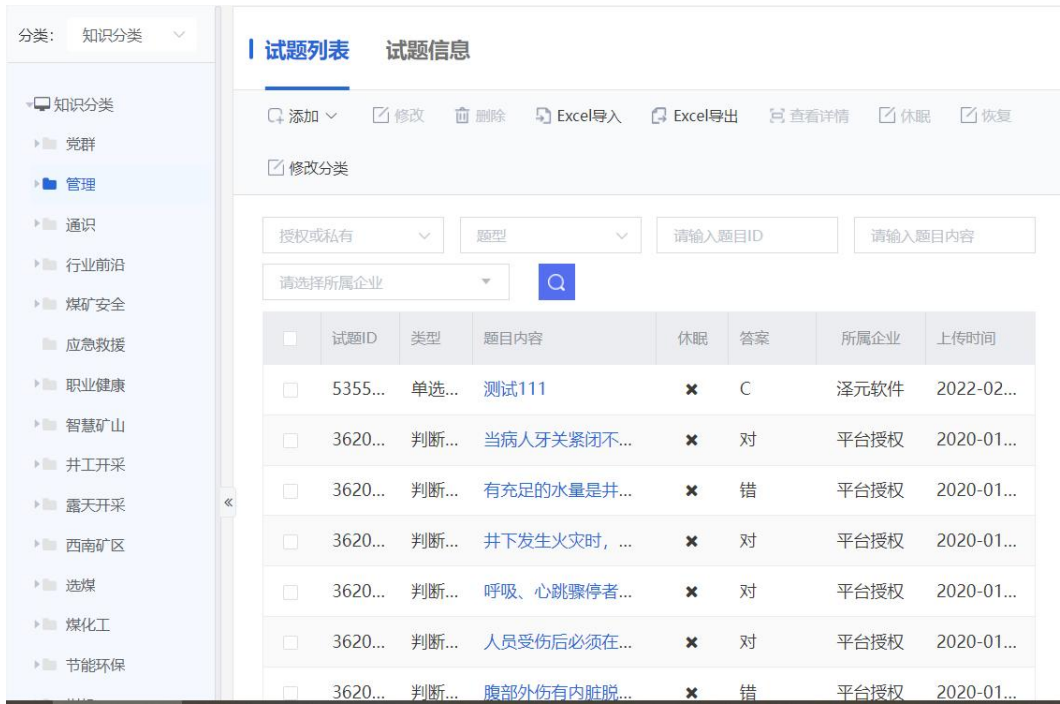 分类： 知识分类
知识分类
党群
管理
通识
行业前沿
煤矿安全
应急救援
职业健康
智慧矿山
井工开采
露天开采
西南矿区
选煤
煤化工
节能环保
试题列表 试题信息
添加 修改 删除 Excel导入 Excel导出 查看详情 休眠 恢复
修改分类
授权或私有 题型 请输入题目ID 请输入题目内容
请选择所属企业
试题ID 类型 题目内容 休眠 答案 所属企业 上传时间
5355... 单选... 测试111 ✖ C 泽元软件 2022-02...
3620... 判断... 当病人牙关紧闭不... ✖ 对 平台授权 2020-01...
3620... 判断... 有充足的水量是井... ✖ 错 平台授权 2020-01...
3620... 判断... 井下发生火灾时，... ✖ 对 平台授权 2020-01...
3620... 判断... 呼吸、心跳骤停者... ✖ 对 平台授权 2020-01...
3620... 判断... 人员受伤后必须在... ✖ 对 平台授权 2020-01...
3620... 判断... 腹部外伤有内脏脱... ✖ 错 平台授权 2020-01...